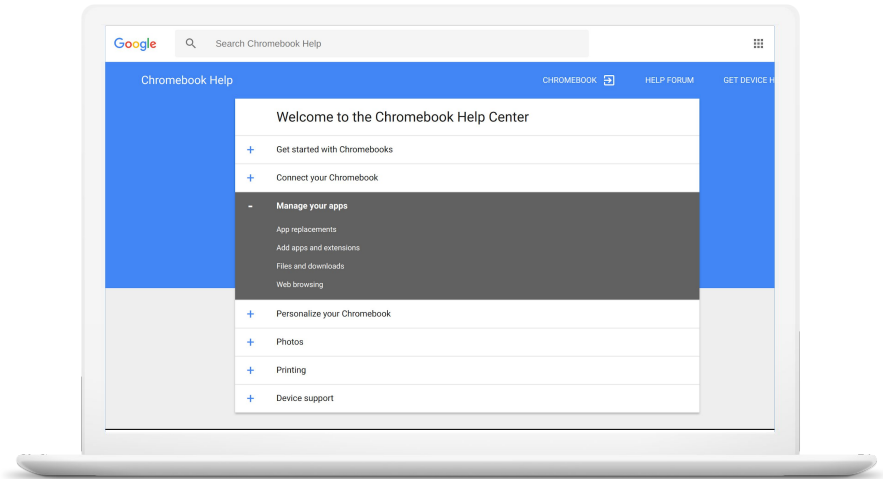 Google
Search Chromebook Help
Chromebook Help
CHROMEBOOK
HELP FORUM
GET DEVICE H
Welcome to the Chromebook Help Center
+ Get started with Chromebooks
+ Connect your Chromebook
- Manage your apps
App replacements
Add apps and extensions
Files and downloads
Web browsing
+ Personalize your Chromebook
+ Photos
+ Printing
+ Device support